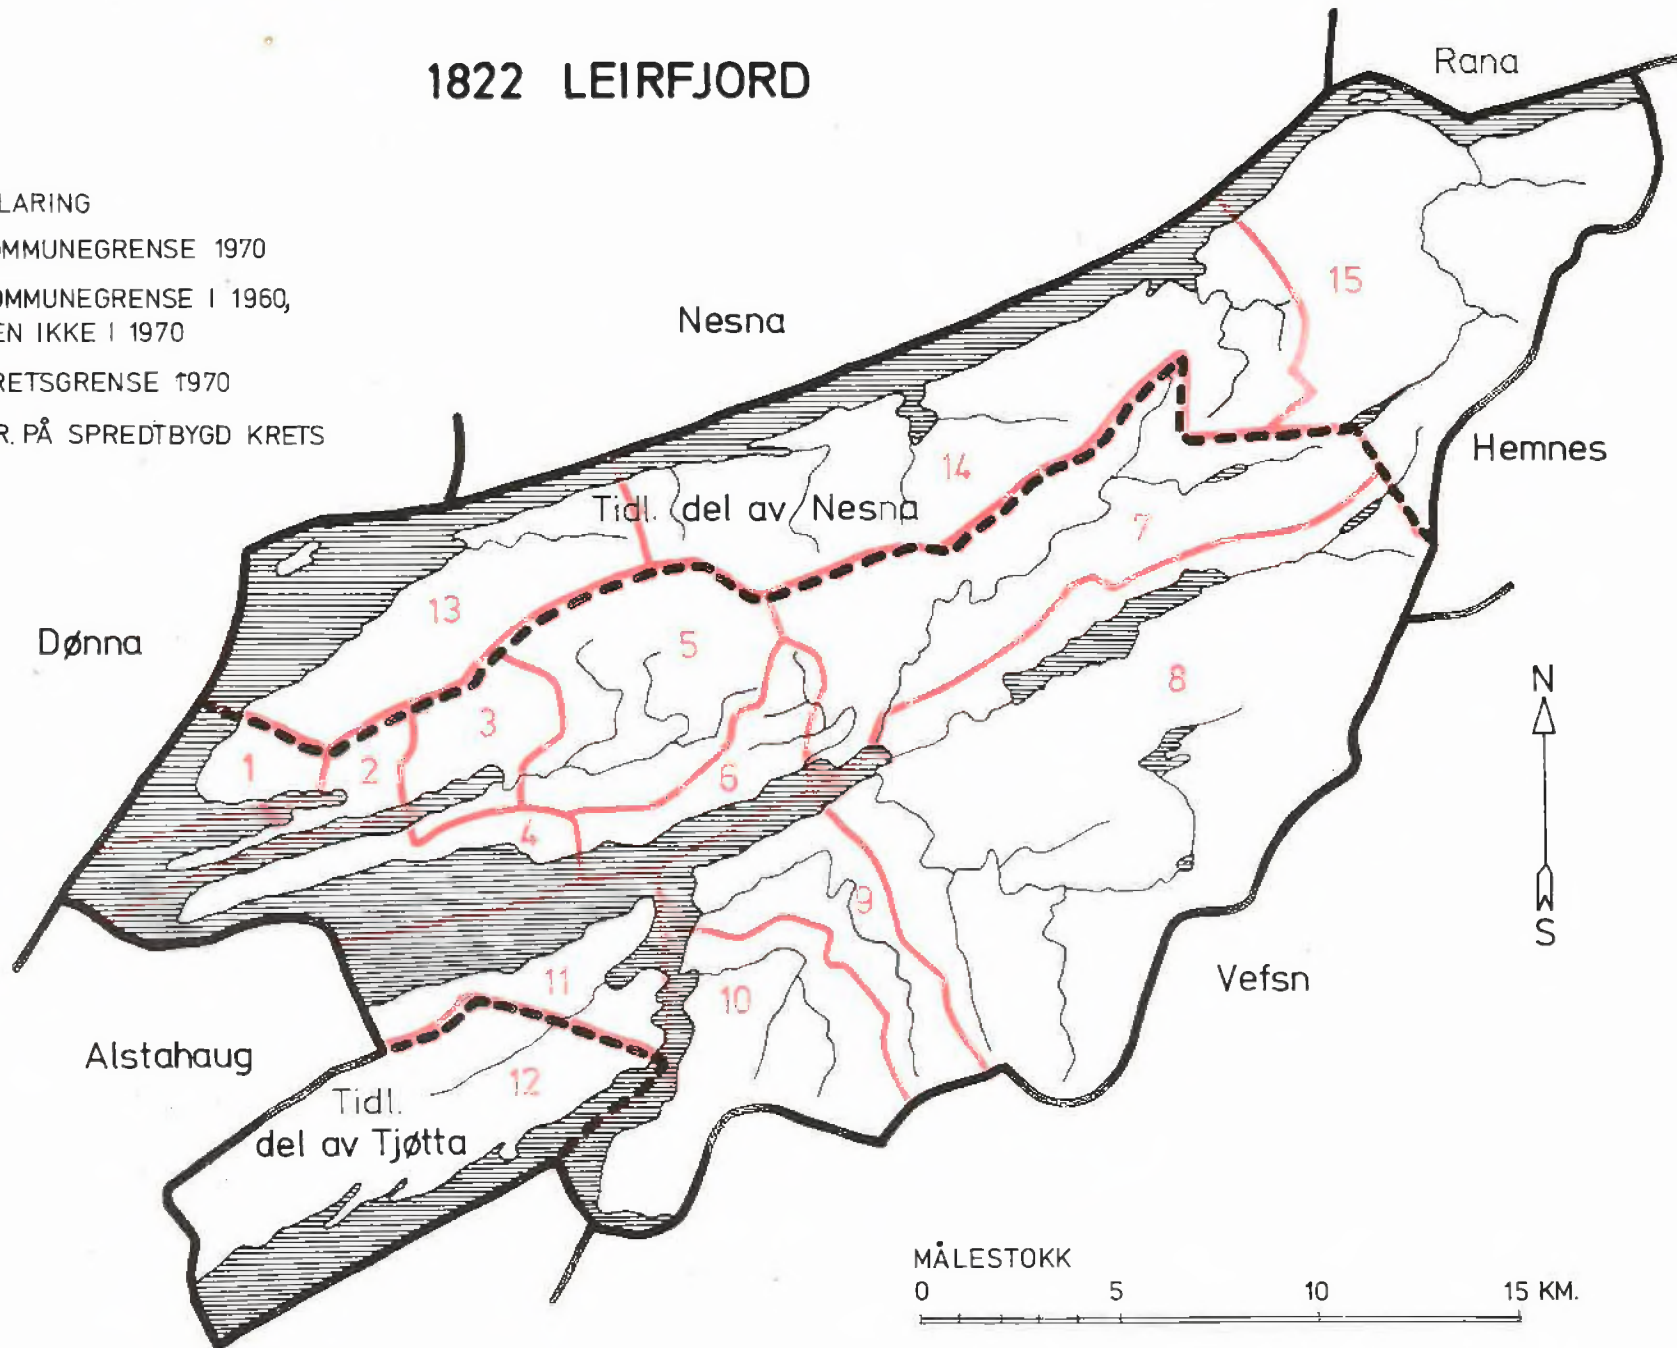 1822 LEIRFJORD
Rana
LARING
OMMUNEGRENSE 1970
OMMUNEGRENSE I 1960,
EN IKKE I 1970
RETSGRENSE 1970
R. PÅ SPREDTBYGD KRETS
Nesna
15
Hemnes
14
Tidl. del av Nesna
7
13
Dønna
5
8
N
3
1
2
6
4
9
S
11
10
Vefsn
Alstahaug
12
Tidl.
del av Tjøtta
MÅLESTOKK
0 5 10 15 KM.